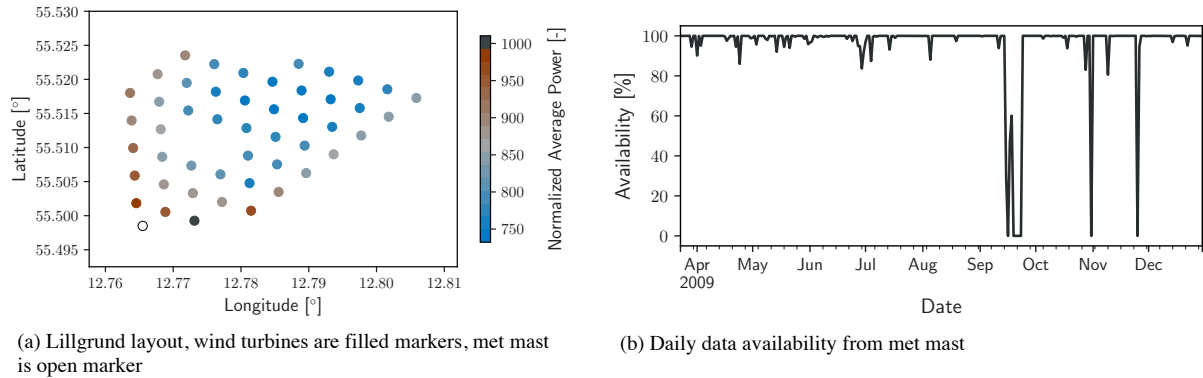 55.530
55.525
55.520
55.515
55.510
55.505
55.500
55.495
Latitude [°]
12.76 12.77 12.78 12.79 12.80 12.81
Longitude [°]
1000
950
900
850
800
750
Normalized Average Power [-]
(a) Lillgrund layout, wind turbines are filled markers, met mast
is open marker
100
80
60
40
20
0
Availability [%]
Apr May Jun Jul Aug Sep Oct Nov Dec
2009
Date
(b) Daily data availability from met mast